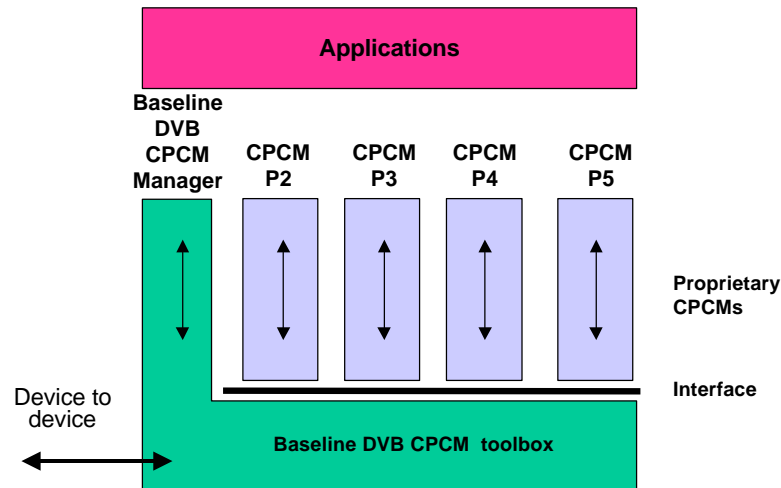 Applications
Baseline
DVB
CPCM
Manager
CPCM
P2
CPCM
P3
CPCM
P4
CPCM
P5
Proprietary
CPCMs
Interface
Device to
device
Baseline DVB CPCM toolbox